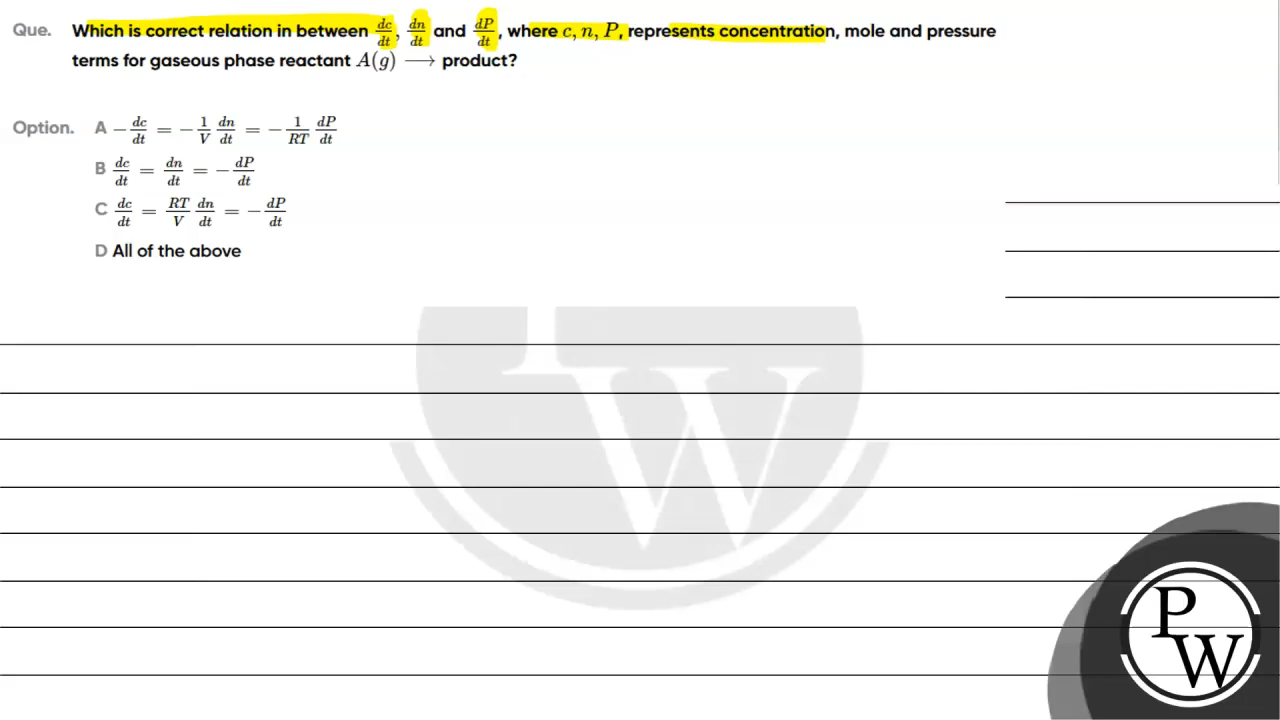 Que. Which is correct relation in between dc/dt, dn/dt and dP/dt, where c, n, P, represents concentration, mole and pressure
terms for gaseous phase reactant A(g) ⟶ product?
Option. A −dc/dt = −1/V dn/dt = −1/RT dP/dt
B dc/dt = dn/dt = −dP/dt
C dc/dt = RT/V dn/dt = −dP/dt
D All of the above
W
P
W